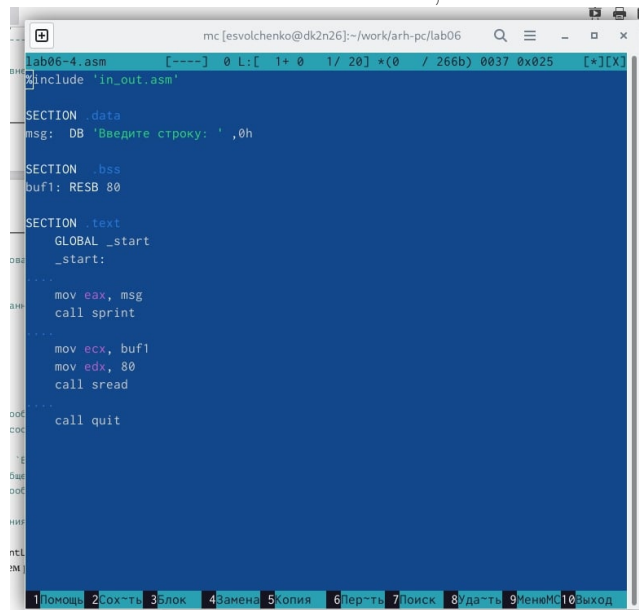 mc [esvolchenko@dk2n26]:~/work/arh-pc/lab06
lab06-4.asm [----] 0 L:[ 1+ 0 1/ 20] *(0 / 266b) 0037 0x025 [*][X]
%include 'in_out.asm'
SECTION .data
msg: DB 'Введите строку: ' ,0h
SECTION .bss
buf1: RESB 80
SECTION .text
GLOBAL _start
_start:
....
mov eax, msg
call sprint
....
mov ecx, buf1
mov edx, 80
call sread
....
call quit
1Помощь 2Сох~ть 3Блок 4Замена 5Копия 6Пер~ть 7Поиск 8Уда~ть 9МенюМС 10Выход